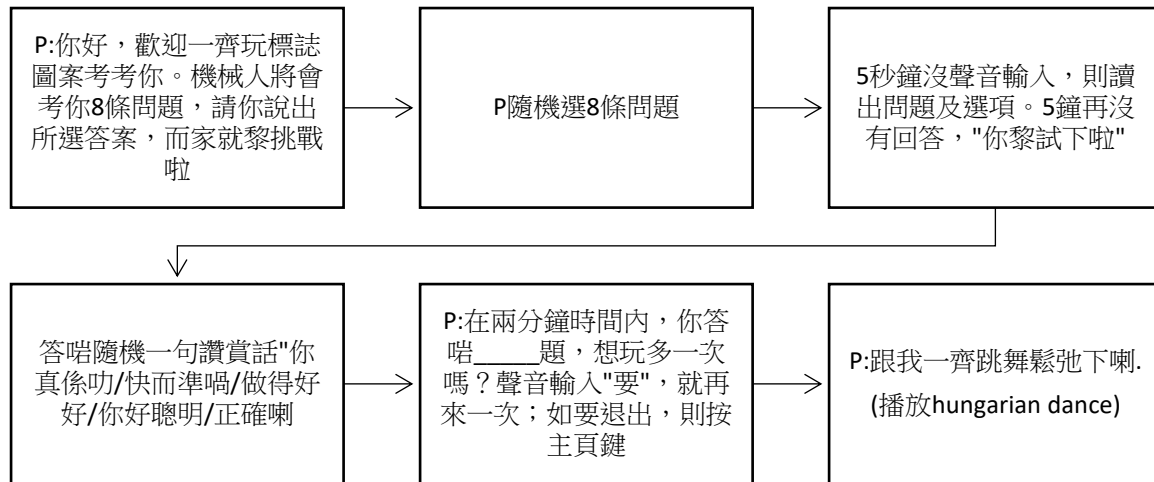 P:你好，歡迎一齊玩標誌
圖案考考你。機械人將會
考你8條問題，請你說出
所選答案，而家就黎挑戰
啦
P隨機選8條問題
5秒鐘沒聲音輸入，則讀
出問題及選項。5鐘再沒
有回答，"你黎試下啦"
答啱隨機一句讚賞話"你
真係叻/快而準喎/做得好
好/你好聰明/正確喇
P:在兩分鐘時間內，你答
啱_____題，想玩多一次
嗎？聲音輸入"要"，就再
來一次；如要退出，則按
主頁鍵
P:跟我一齊跳舞鬆弛下喇.
(播放hungarian dance)